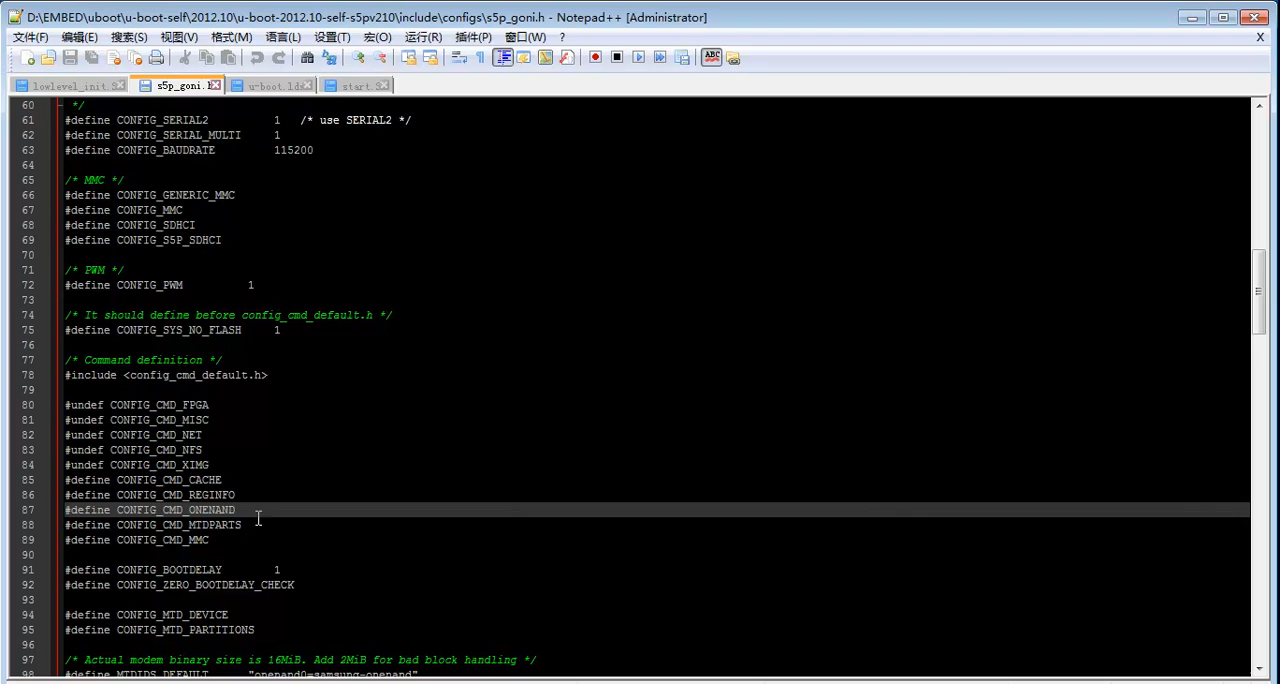 D:\EMBED\uboot\u-boot-self\2012.10\u-boot-2012.10-self-s5pv210\include\configs\s5p_goni.h - Notepad++ [Administrator]
文件(F) 编辑(E) 搜索(S) 视图(V) 格式(M) 语言(L) 设置(T) 宏(O) 运行(R) 插件(P) 窗口(W) ? X
lowlevel_init.S s5p_goni.h u-boot.lds start.S
60 */
61 #define CONFIG_SERIAL2 1 /* use SERIAL2 */
62 #define CONFIG_SERIAL_MULTI 1
63 #define CONFIG_BAUDRATE 115200
64
65 /* MMC */
66 #define CONFIG_GENERIC_MMC
67 #define CONFIG_MMC
68 #define CONFIG_SDHCI
69 #define CONFIG_S5P_SDHCI
70
71 /* PWM */
72 #define CONFIG_PWM 1
73
74 /* It should define before config_cmd_default.h */
75 #define CONFIG_SYS_NO_FLASH 1
76
77 /* Command definition */
78 #include <config_cmd_default.h>
79
80 #undef CONFIG_CMD_FPGA
81 #undef CONFIG_CMD_MISC
82 #undef CONFIG_CMD_NET
83 #undef CONFIG_CMD_NFS
84 #undef CONFIG_CMD_XIMG
85 #define CONFIG_CMD_CACHE
86 #define CONFIG_CMD_REGINFO
87 #define CONFIG_CMD_ONENAND
88 #define CONFIG_CMD_MTDPARTS
89 #define CONFIG_CMD_MMC
90
91 #define CONFIG_BOOTDELAY 1
92 #define CONFIG_ZERO_BOOTDELAY_CHECK
93
94 #define CONFIG_MTD_DEVICE
95 #define CONFIG_MTD_PARTITIONS
96
97 /* Actual modem binary size is 16MiB. Add 2MiB for bad block handling */
98 #define MTDIDS_DEFAULT "onenand0=samsung-onenand"